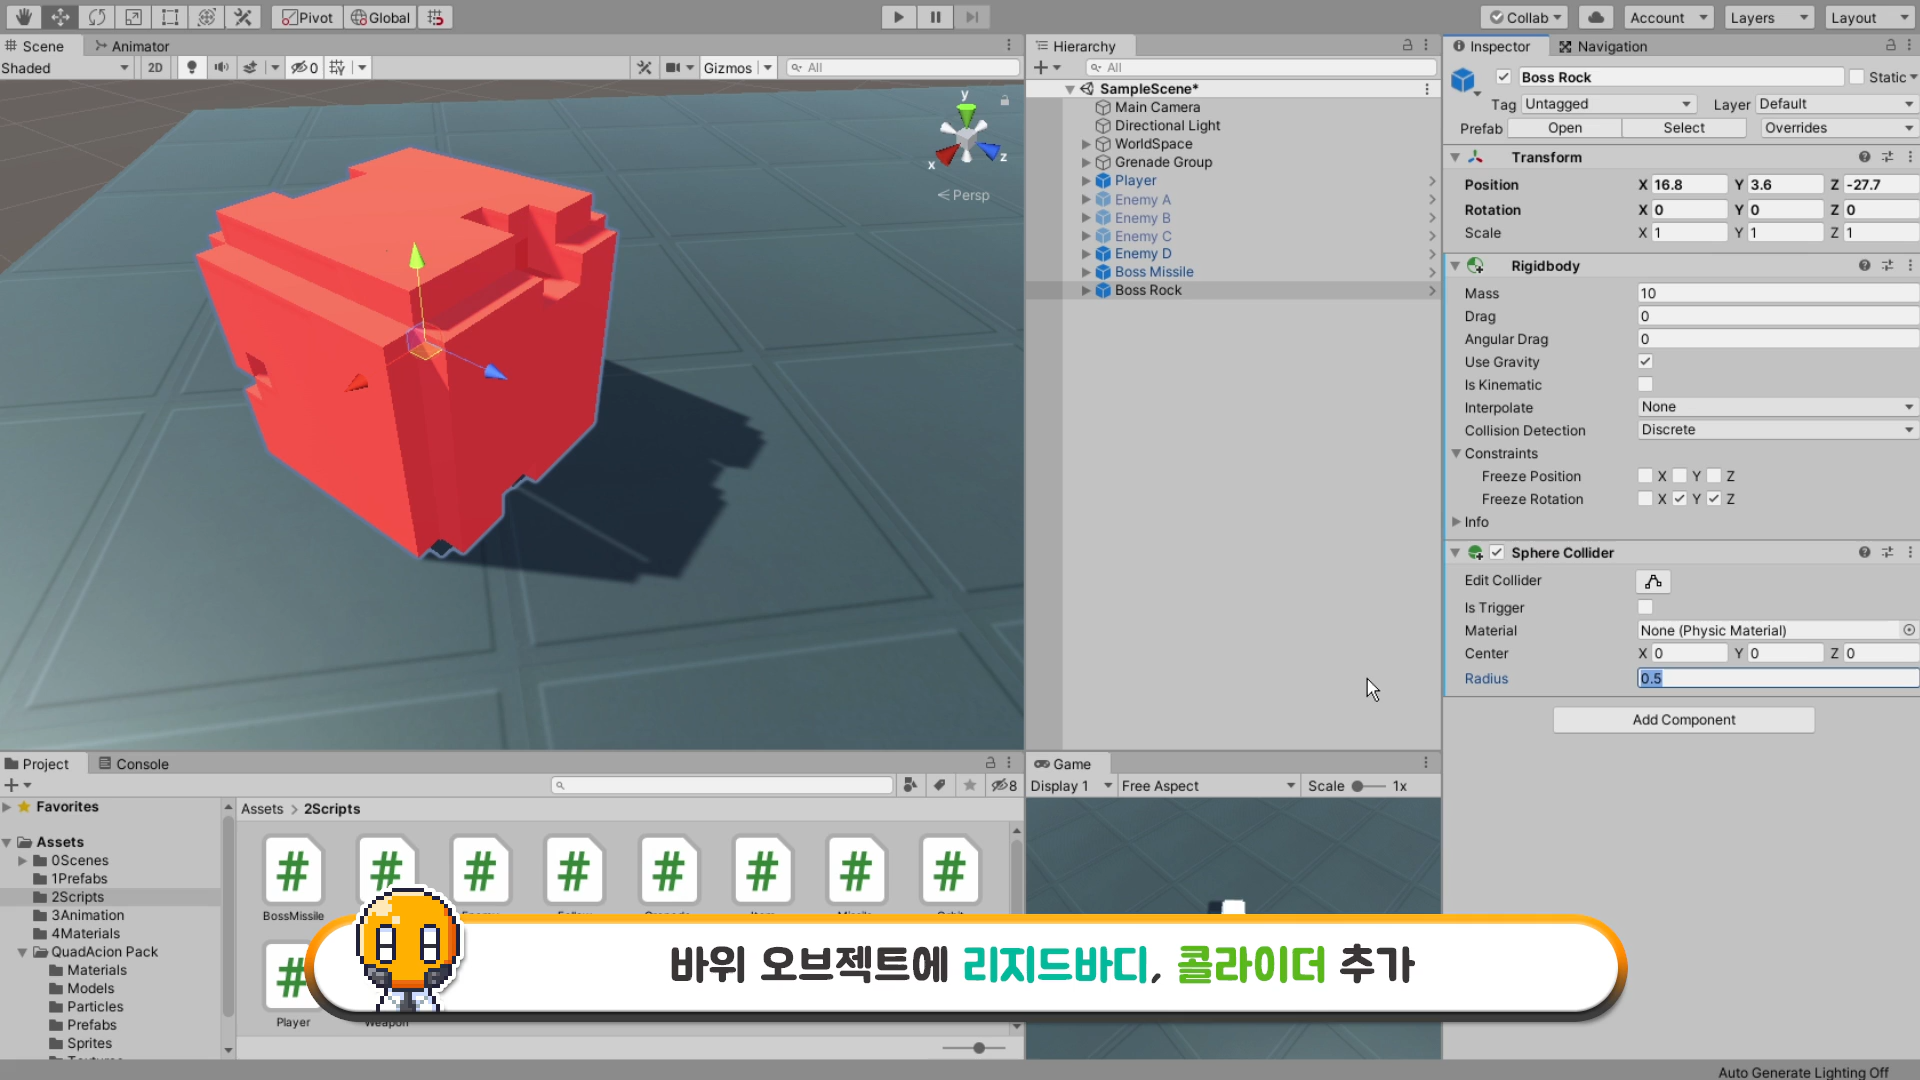 Pivot Global
Collab Account Layers Layout
Scene Animator
Shaded 2D 0 Gizmos All
y
x z
Persp
Hierarchy
All
SampleScene*
Main Camera
Directional Light
WorldSpace
Grenade Group
Player
Enemy A
Enemy B
Enemy C
Enemy D
Boss Missile
Boss Rock
Inspector Navigation
Boss Rock Static
Tag Untagged Layer Default
Prefab Open Select Overrides
Transform
Position X 16.8 Y 3.6 Z -27.7
Rotation X 0 Y 0 Z 0
Scale X 1 Y 1 Z 1
Rigidbody
Mass 10
Drag 0
Angular Drag 0
Use Gravity
Is Kinematic
Interpolate None
Collision Detection Discrete
Constraints
Freeze Position X Y Z
Freeze Rotation X Y Z
Info
Sphere Collider
Edit Collider
Is Trigger
Material None (Physic Material)
Center X 0 Y 0 Z 0
Radius 0.5
Add Component
Project Console
8
Favorites
Assets
0Scenes
1Prefabs
2Scripts
3Animation
4Materials
QuadAcion Pack
Materials
Models
Particles
Prefabs
Sprites
Assets > 2Scripts
BossMissile
Player Weapon
Game
Display 1 Free Aspect Scale 1x
바위 오브젝트에 리지드바디, 콜라이더 추가
Auto Generate Lighting Off